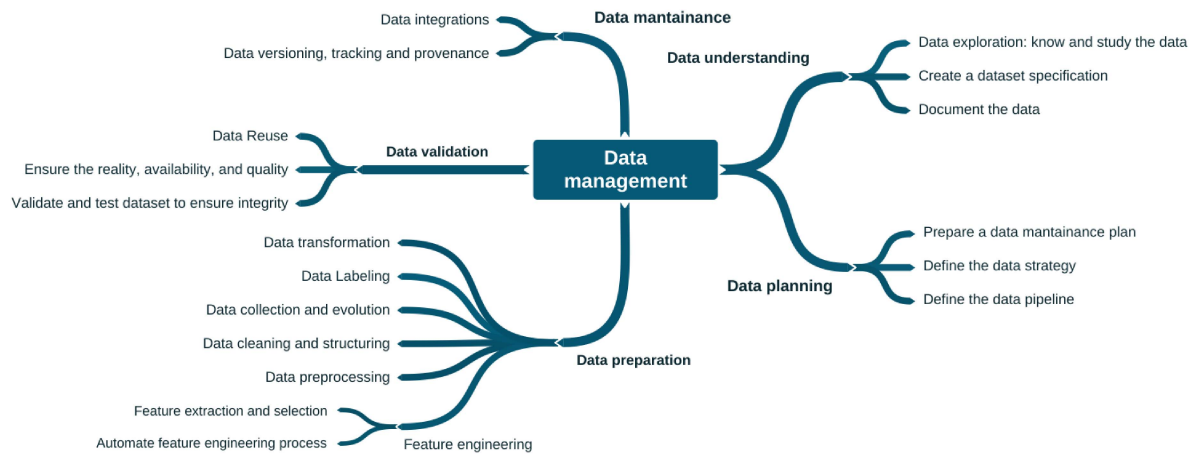 Data mantainance
Data integrations
Data versioning, tracking and provenance
Data understanding
Data exploration: know and study the data
Create a dataset specification
Document the data
Data
management
Data validation
Data Reuse
Ensure the reality, availability, and quality
Validate and test dataset to ensure integrity
Data planning
Prepare a data mantainance plan
Define the data strategy
Define the data pipeline
Data preparation
Data transformation
Data Labeling
Data collection and evolution
Data cleaning and structuring
Data preprocessing
Feature engineering
Feature extraction and selection
Automate feature engineering process